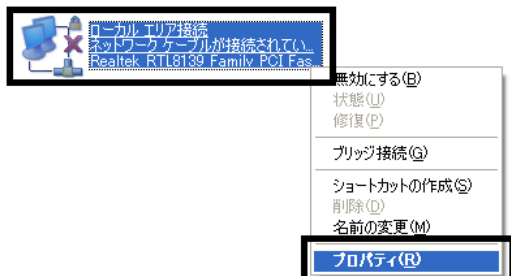 ローカル エリア接続
ネットワーク ケーブルが接続されてい...
Realtek RTL8139 Family PCI Fas...
無効にする(B)
状態(U)
修復(P)
ブリッジ接続(G)
ショートカットの作成(S)
削除(D)
名前の変更(M)
プロパティ(R)